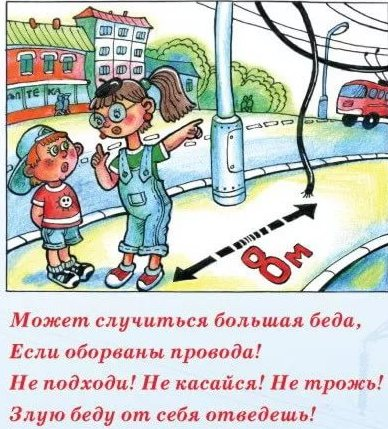 ПТЕКА
8м
Может случиться большая беда,
Если оборваны провода!
Не подходи! Не касайся! Не трожь!
Злую беду от себя отведешь!